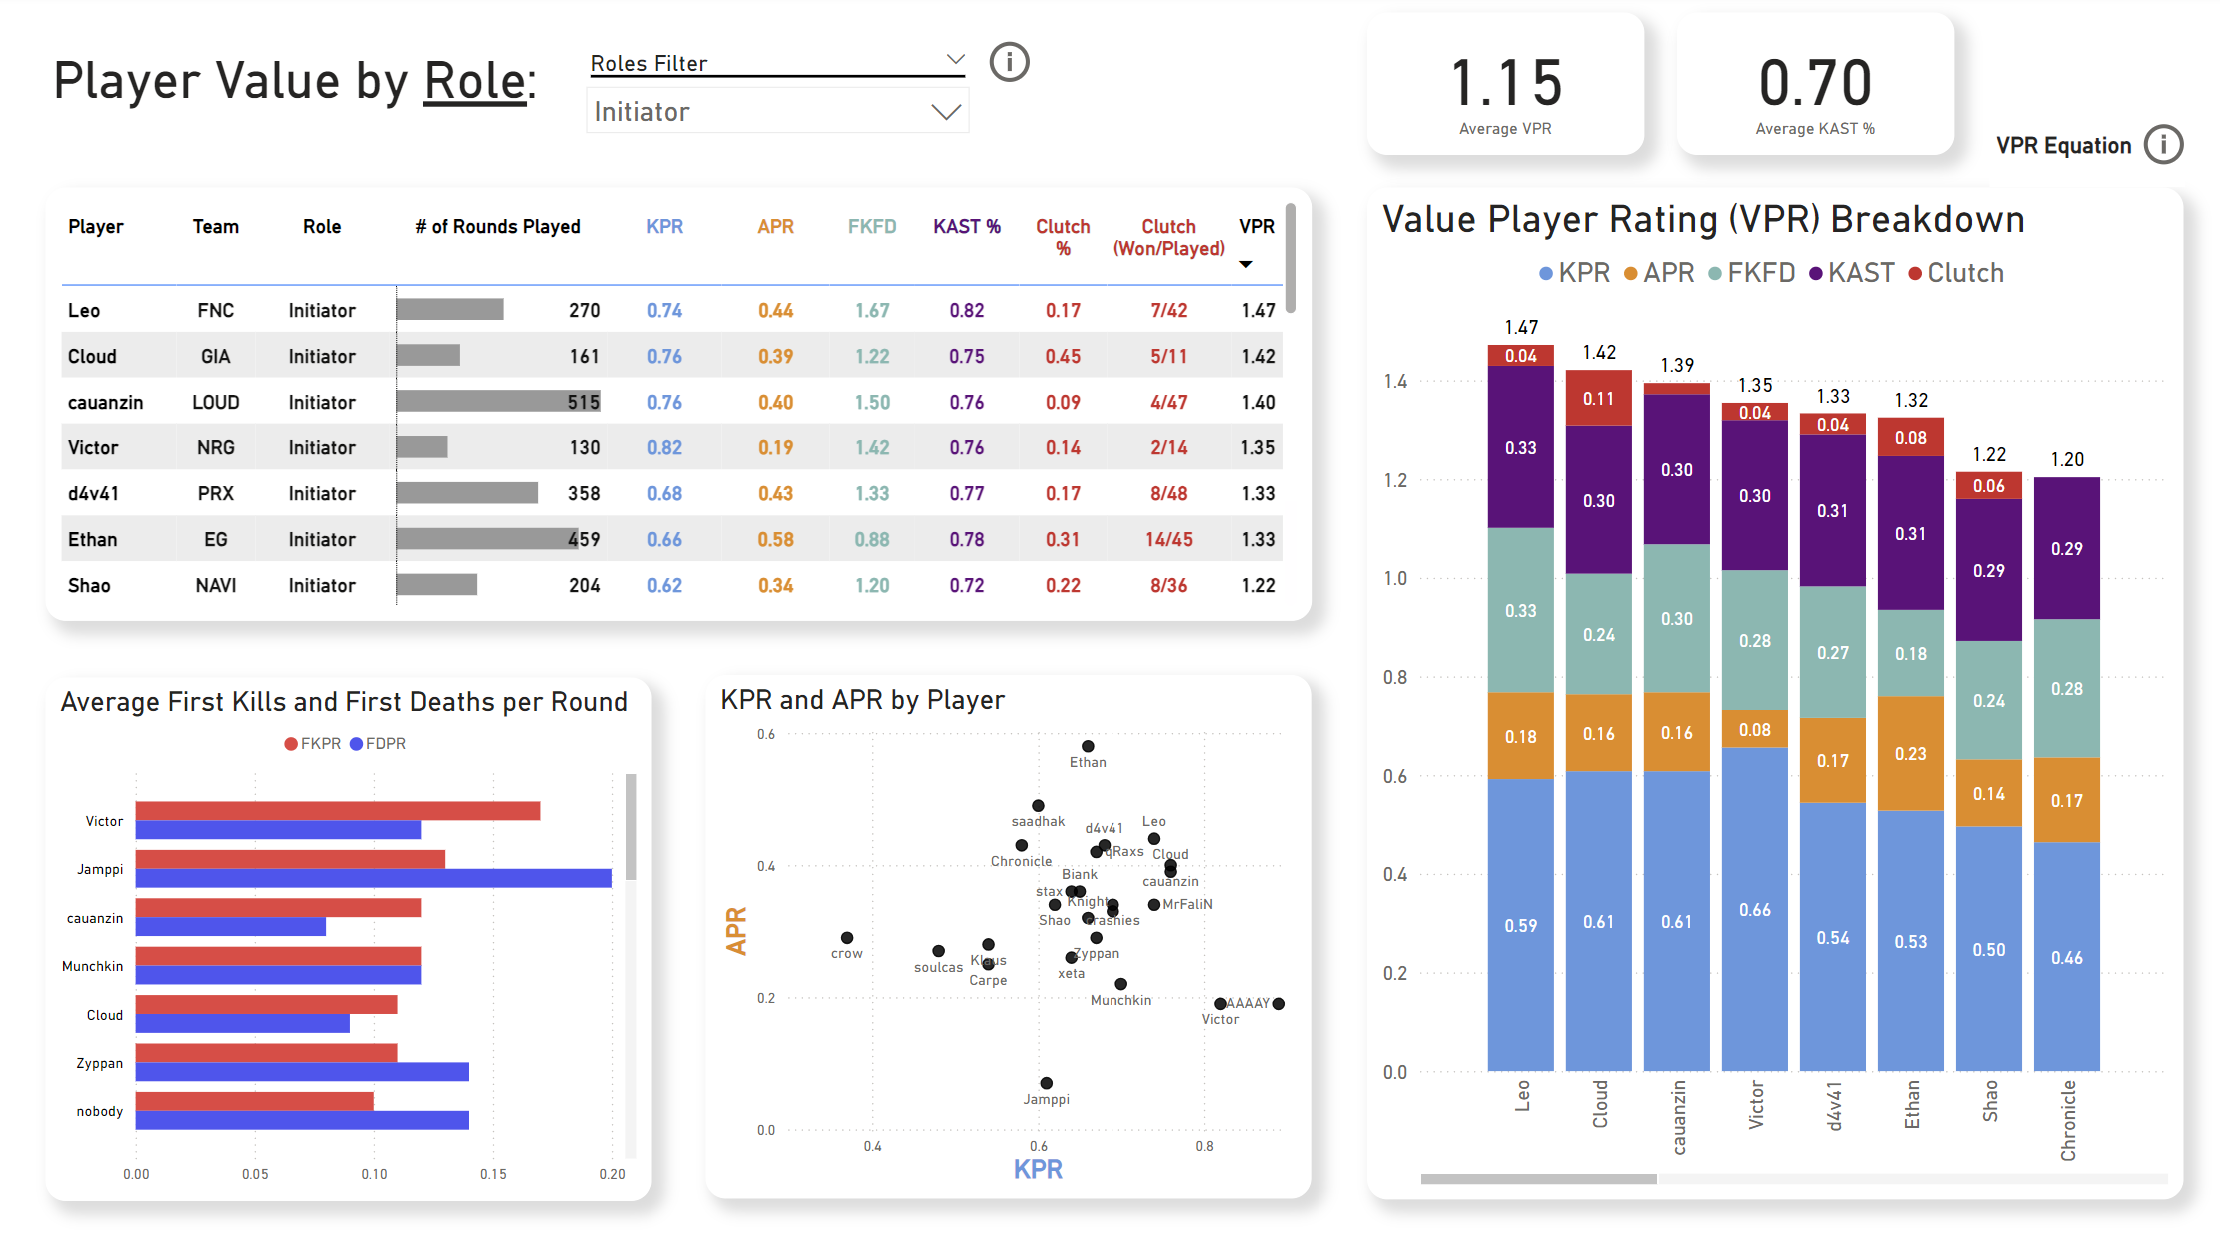 Player Value by Role:
Roles Filter
Initiator
1.15
Average VPR
0.70
Average KAST %
VPR Equation
Player Team Role # of Rounds Played KPR APR FKFD KAST % Clutch % Clutch (Won/Played) VPR
Leo FNC Initiator 270 0.74 0.44 1.67 0.82 0.17 7/42 1.47
Cloud GIA Initiator 161 0.76 0.39 1.22 0.75 0.45 5/11 1.42
cauanzin LOUD Initiator 515 0.76 0.40 1.50 0.76 0.09 4/47 1.40
Victor NRG Initiator 130 0.82 0.19 1.42 0.76 0.14 2/14 1.35
d4v41 PRX Initiator 358 0.68 0.43 1.33 0.77 0.17 8/48 1.33
Ethan EG Initiator 459 0.66 0.58 0.88 0.78 0.31 14/45 1.33
Shao NAVI Initiator 204 0.62 0.34 1.20 0.72 0.22 8/36 1.22
Average First Kills and First Deaths per Round
FKPR FDPR
Victor
Jamppi
cauanzin
Munchkin
Cloud
Zyppan
nobody
0.00 0.05 0.10 0.15 0.20
KPR and APR by Player
0.6
Ethan
saadhak
d4v41 Leo
Chronicle qRaxs Cloud
0.4
Biank cauanzin
stax Knight MrFaliN
Shao crashies
crow
Zyppan
soulcas Klaus
xeta
Carpe
0.2
Munchkin
AAAAY
Victor
Jamppi
0.0
0.4 0.6 0.8
APR
KPR
Value Player Rating (VPR) Breakdown
KPR APR FKFD KAST Clutch
1.47 1.42 1.39 1.35 1.33 1.32 1.22 1.20
0.04 0.11 0.04 0.04 0.08 0.06
0.33 0.30 0.30 0.30 0.31 0.31 0.29 0.29
0.33 0.24 0.30 0.28 0.27 0.18 0.24 0.28
0.18 0.16 0.16 0.08 0.17 0.23 0.14 0.17
0.59 0.61 0.61 0.66 0.54 0.53 0.50 0.46
1.4
1.2
1.0
0.8
0.6
0.4
0.2
0.0
Leo Cloud cauanzin Victor d4v41 Ethan Shao Chronicle